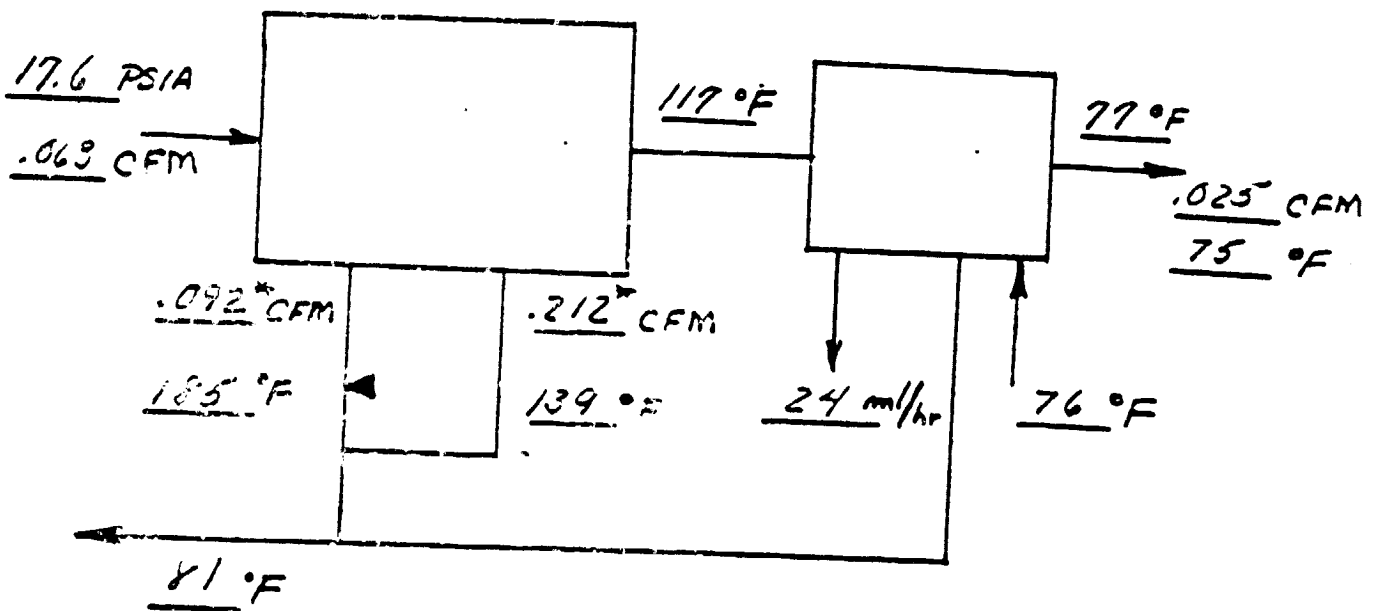 17.6 PSIA
.063 CFM
117 °F
77 °F
.025 CFM
75 °F
.092* CFM
.212* CFM
185 °F
139 °F
24 ml/hr
76 °F
81 °F